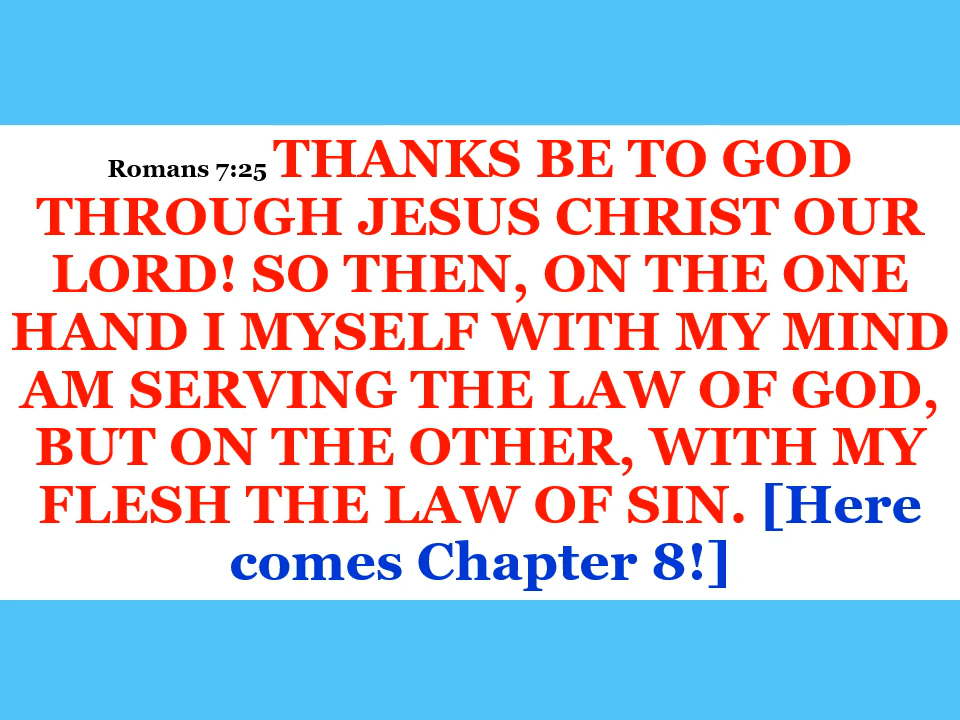 Romans 7:25 THANKS BE TO GOD
THROUGH JESUS CHRIST OUR
LORD! SO THEN, ON THE ONE
HAND I MYSELF WITH MY MIND
AM SERVING THE LAW OF GOD,
BUT ON THE OTHER, WITH MY
FLESH THE LAW OF SIN. [Here
comes Chapter 8!]